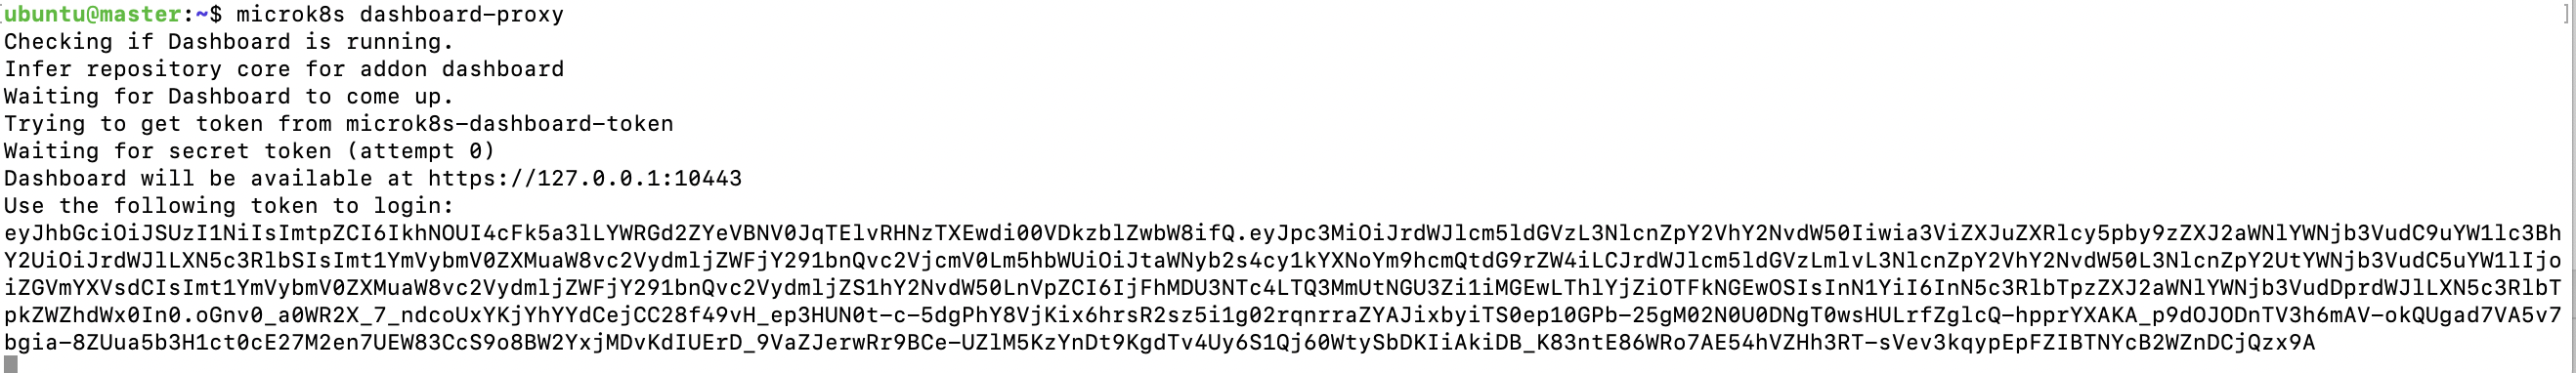 ubuntu@master:~$ microk8s dashboard-proxy
Checking if Dashboard is running.
Infer repository core for addon dashboard
Waiting for Dashboard to come up.
Trying to get token from microk8s-dashboard-token
Waiting for secret token (attempt 0)
Dashboard will be available at https://127.0.0.1:10443
Use the following token to login:
eyJhbGciOiJSUzI1NiIsImtpZCI6IkhNOUI4cFk5a3lLYWRGd2ZYeVBNV0JqTElvRHNzTXEwdi00VDkzblZwbW8ifQ.eyJpc3MiOiJrdWJlcm5ldGVzL3NlcnZpY2VhY2NvdW50Iiwia3ViZXJuZXRlcy5pby9zZXJ2aWNlYWNjb3VudC9uYW1lc3Bh
Y2UiOiJrdWJlLXN5c3RlbSIsImt1YmVybmV0ZXMuaW8vc2VydmljZWFjY291bnQvc2VjcmV0Lm5hbWUiOiJtaWNyb2s4cy1kYXNoYm9hcmQtdG9rZW4iLCJrdWJlcm5ldGVzLmlvL3NlcnZpY2VhY2NvdW50L3NlcnZpY2UtYWNjb3VudC5uYW1lIjo
iZGVmYXVsdCIsImt1YmVybmV0ZXMuaW8vc2VydmljZWFjY291bnQvc2VydmljZS1hY2NvdW50LnVpZCI6IjFhMDU3NTc4LTQ3MmUtNGU3Zi1iMGEwLThlYjZiOTFkNGEwOSIsInN1YiI6InN5c3RlbTpzZXJ2aWNlYWNjb3VudDprdWJlLXN5c3RlbT
pkZWZhdWx0In0.oGnv0_a0WR2X_7_ndcoUxYKjYhYYdCejCC28f49vH_ep3HUN0t-c-5dgPhY8VjKix6hrsR2sz5i1g02rqnrraZYAJixbyiTS0ep10GPb-25gM02N0U0DNgT0wsHULrfZglcQ-hpprYXAKA_p9dOJODnTV3h6mAV-okQUgad7VA5v7
bgia-8ZUua5b3H1ct0cE27M2en7UEW83CcS9o8BW2YxjMDvKdIUErD_9VaZJerwRr9BCe-UZlM5KzYnDt9KgdTv4Uy6S1Qj60WtySbDKIiAkiDB_K83ntE86WRo7AE54hVZHh3RT-sVev3kqypEpFZIBTNYcB2WZnDCjQzx9A